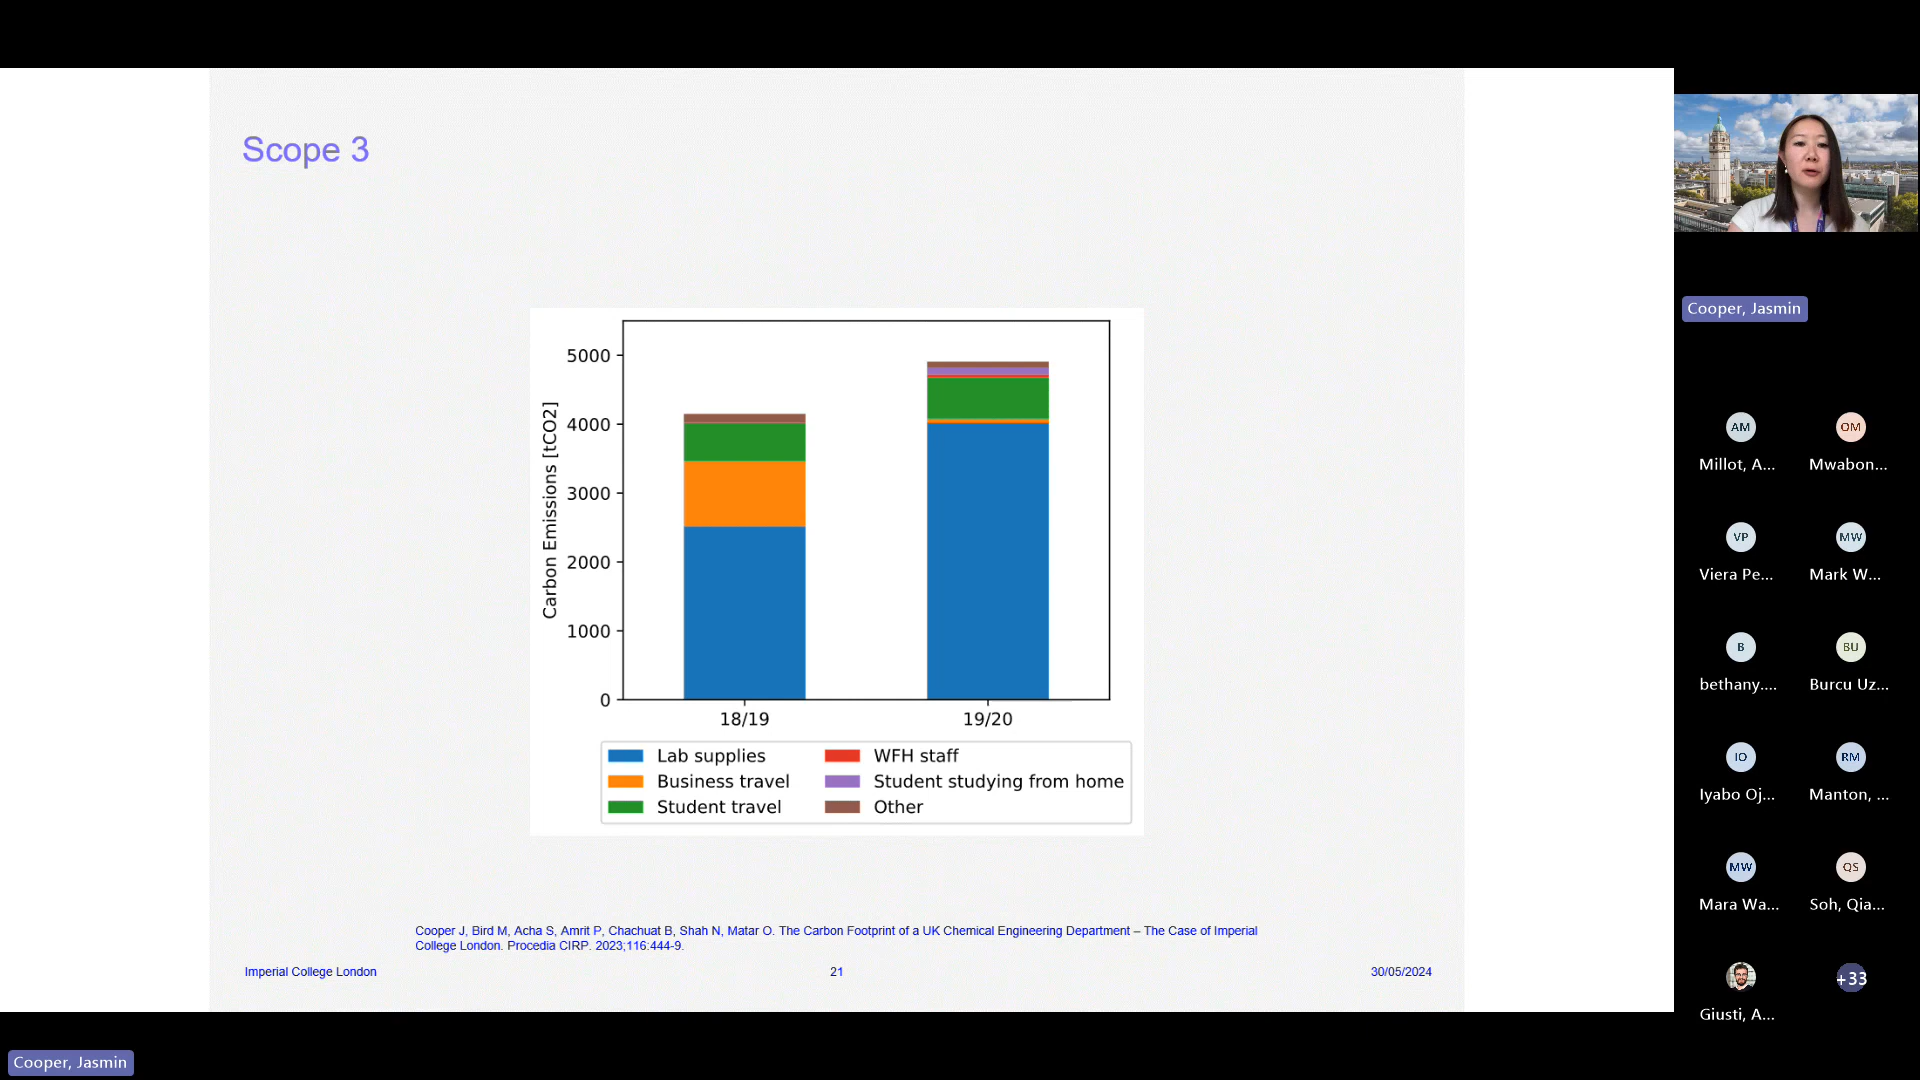 Scope 3
Carbon Emissions [tCO2]
5000
4000
3000
2000
1000
0
18/19
19/20
Lab supplies
Business travel
Student travel
WFH staff
Student studying from home
Other
Cooper J, Bird M, Acha S, Amrit P, Chachuat B, Shah N, Matar O. The Carbon Footprint of a UK Chemical Engineering Department – The Case of Imperial
College London. Procedia CIRP. 2023;116:444-9.
Imperial College London
21
30/05/2024
Cooper, Jasmin
AM
Millot, A...
OM
Mwabon...
VP
Viera Pe...
MW
Mark W...
B
bethany....
BU
Burcu Uz...
IO
Iyabo Oj...
RM
Manton, ...
MW
Mara Wa...
QS
Soh, Qia...
Giusti, A...
+33
Cooper, Jasmin